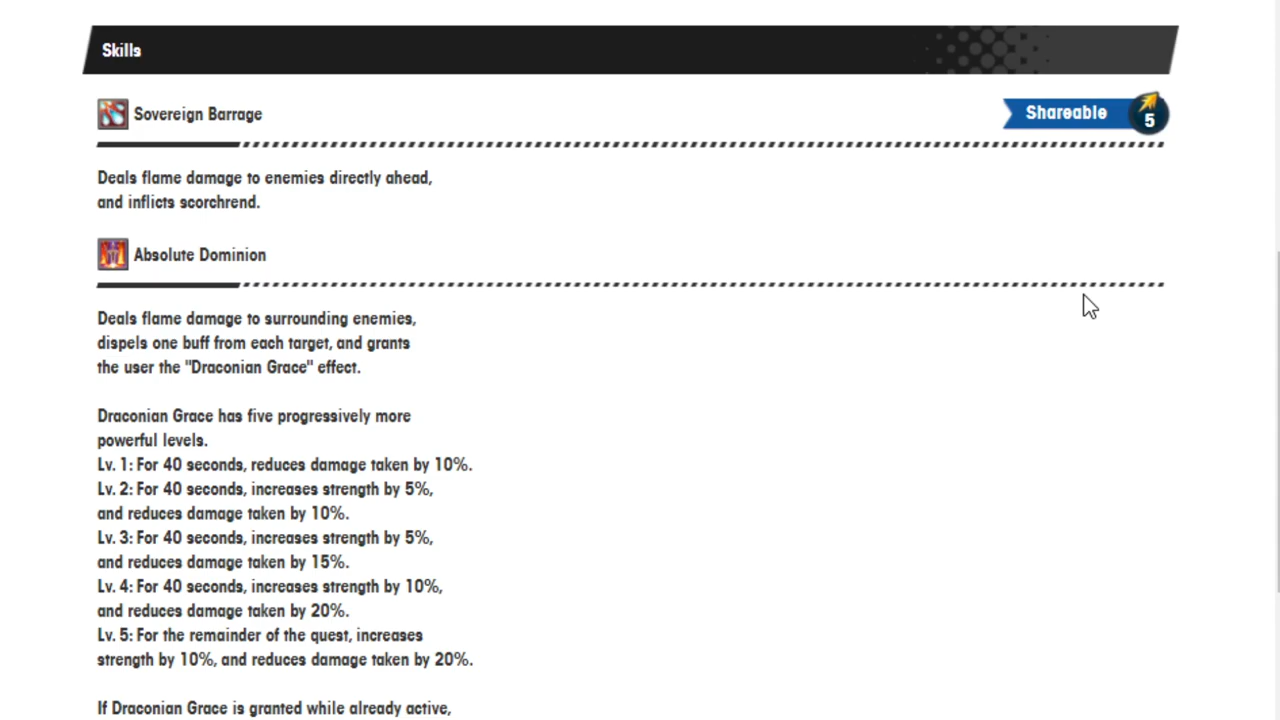 Skills
Sovereign Barrage
Shareable
5
Deals flame damage to enemies directly ahead,
and inflicts scorchrend.
Absolute Dominion
Deals flame damage to surrounding enemies,
dispels one buff from each target, and grants
the user the "Draconian Grace" effect.
Draconian Grace has five progressively more
powerful levels.
Lv. 1: For 40 seconds, reduces damage taken by 10%.
Lv. 2: For 40 seconds, increases strength by 5%,
and reduces damage taken by 10%.
Lv. 3: For 40 seconds, increases strength by 5%,
and reduces damage taken by 15%.
Lv. 4: For 40 seconds, increases strength by 10%,
and reduces damage taken by 20%.
Lv. 5: For the remainder of the quest, increases
strength by 10%, and reduces damage taken by 20%.
If Draconian Grace is granted while already active,